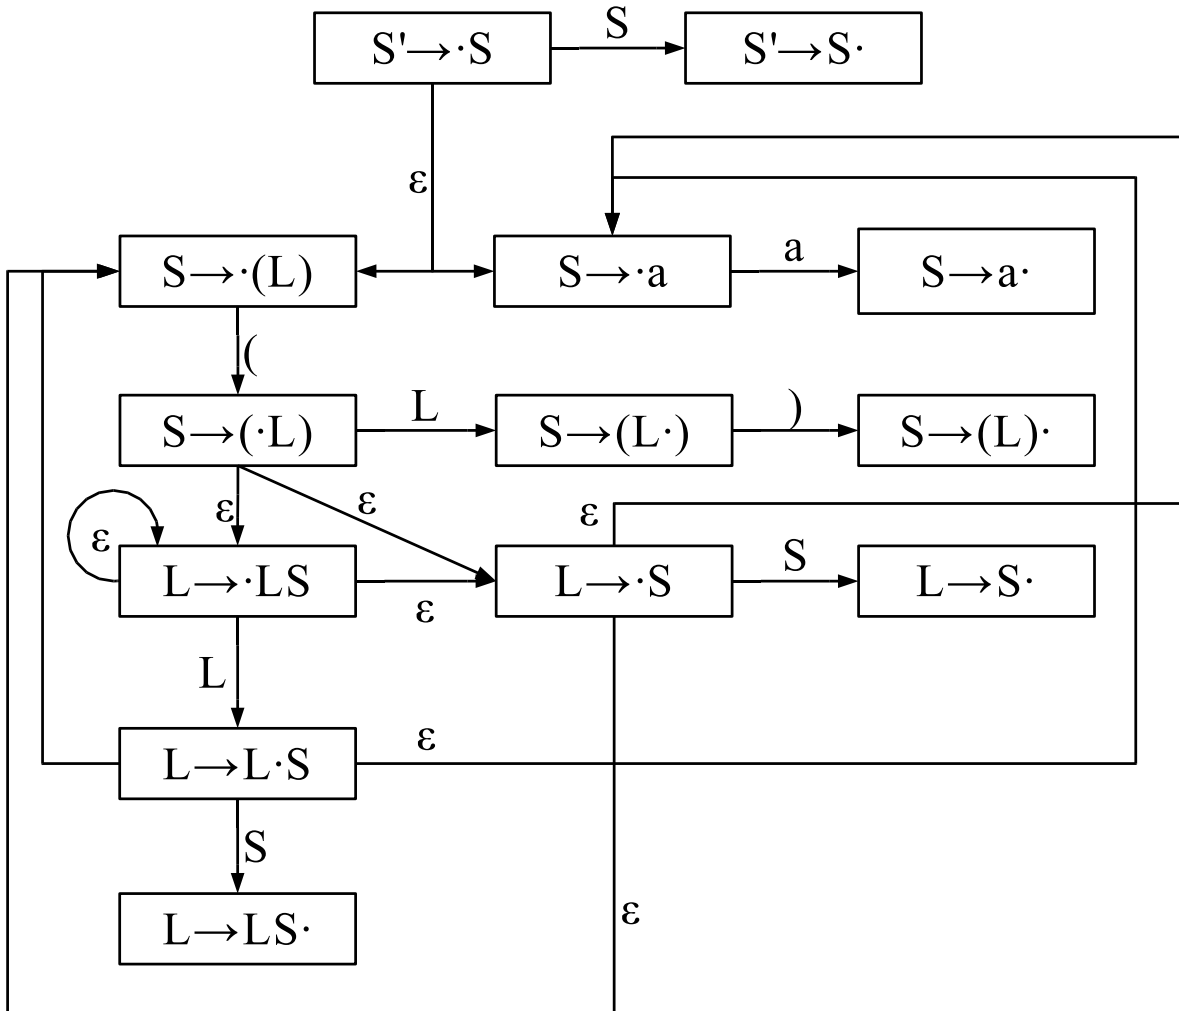 S'→·S S S'→S·
ε
S→·(L) S→·a a S→a·
(
S→(·L) L S→(L·) ) S→(L)·
ε ε ε
ε L→·LS ε L→·S S L→S·
L
L→L·S ε
S
L→LS· ε